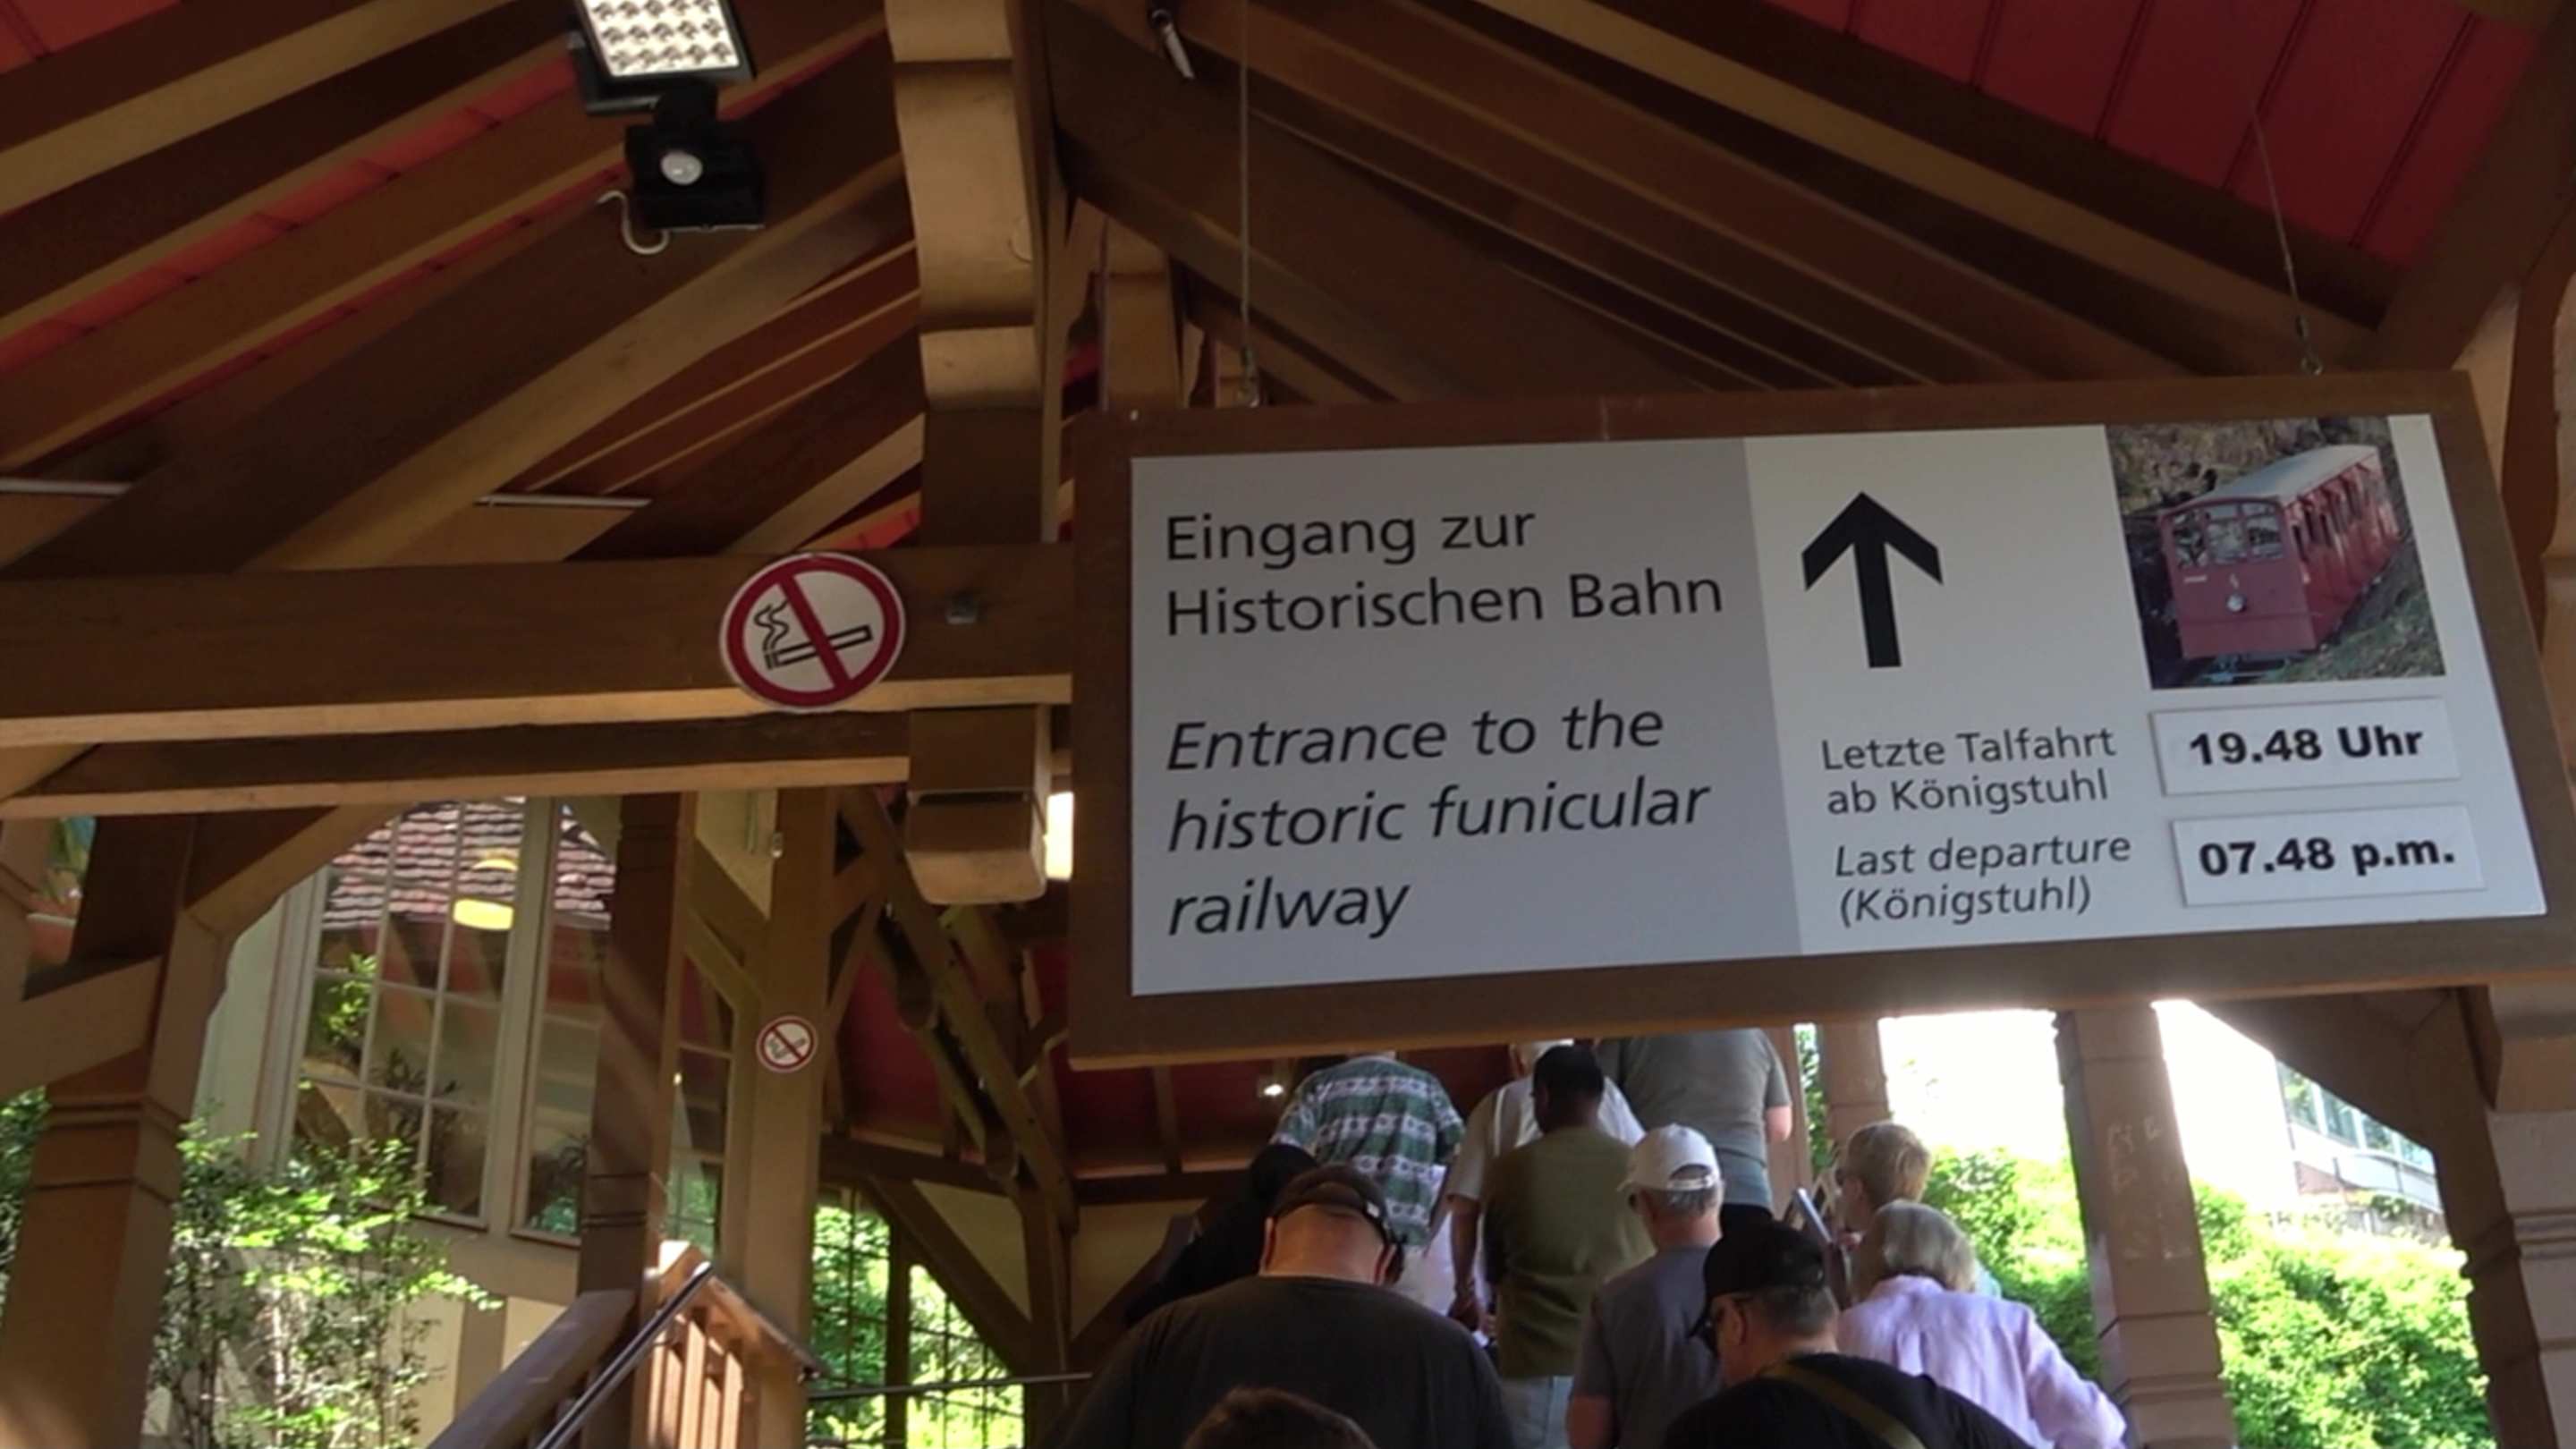 Eingang zur
Historischen Bahn
Entrance to the
historic funicular
railway
Letzte Talfahrt
ab Königstuhl
19.48 Uhr
Last departure
(Königstuhl)
07.48 p.m.